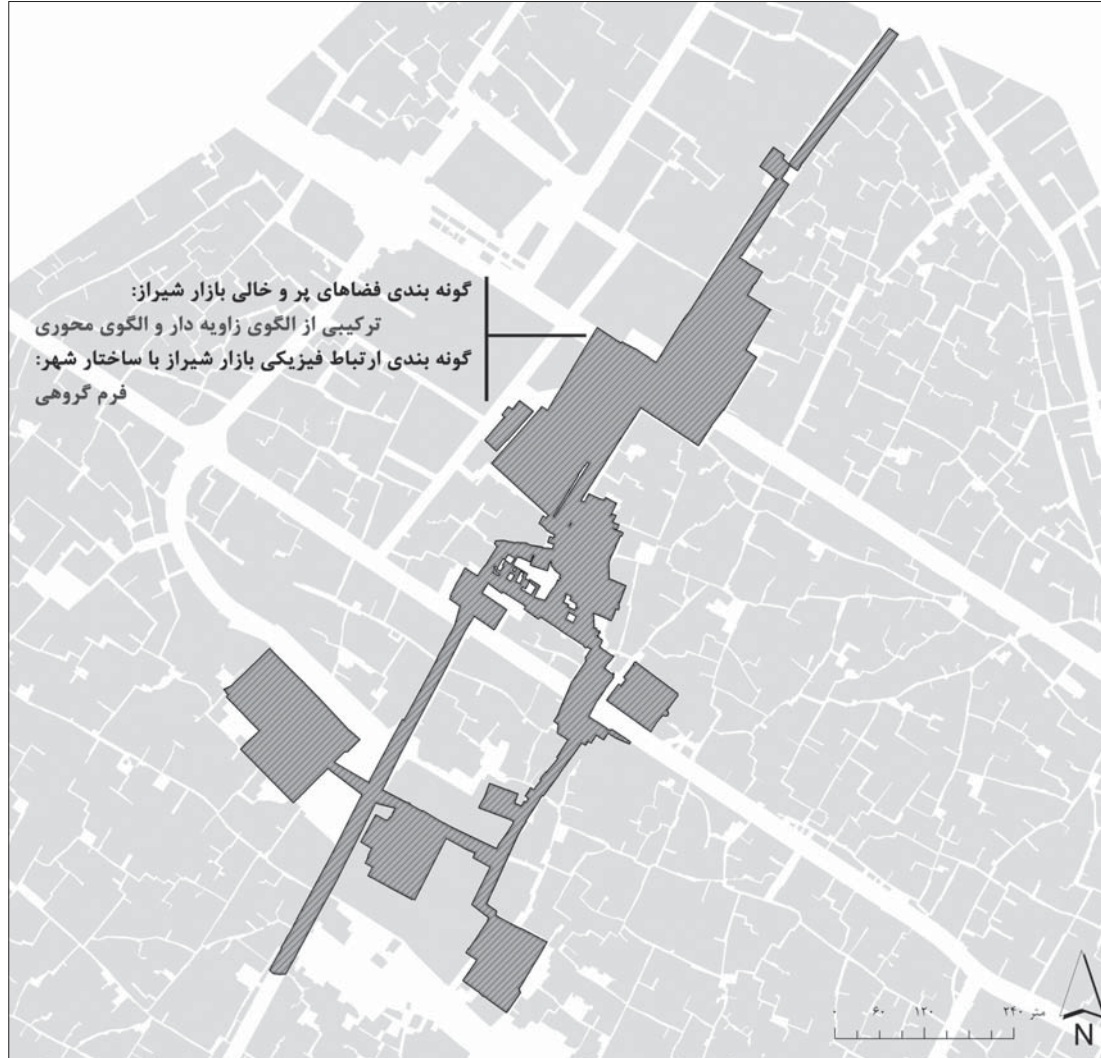 گونه بندی فضاهای پر و خالی بازار شیراز:
ترکیبی از الگوی زاویه دار و الگوی محوری
گونه بندی ارتباط فیزیکی بازار شیراز با ساختار شهر:
فرم گروهی
۰ ۶۰ ۱۲۰ ۲۴۰ متر
N